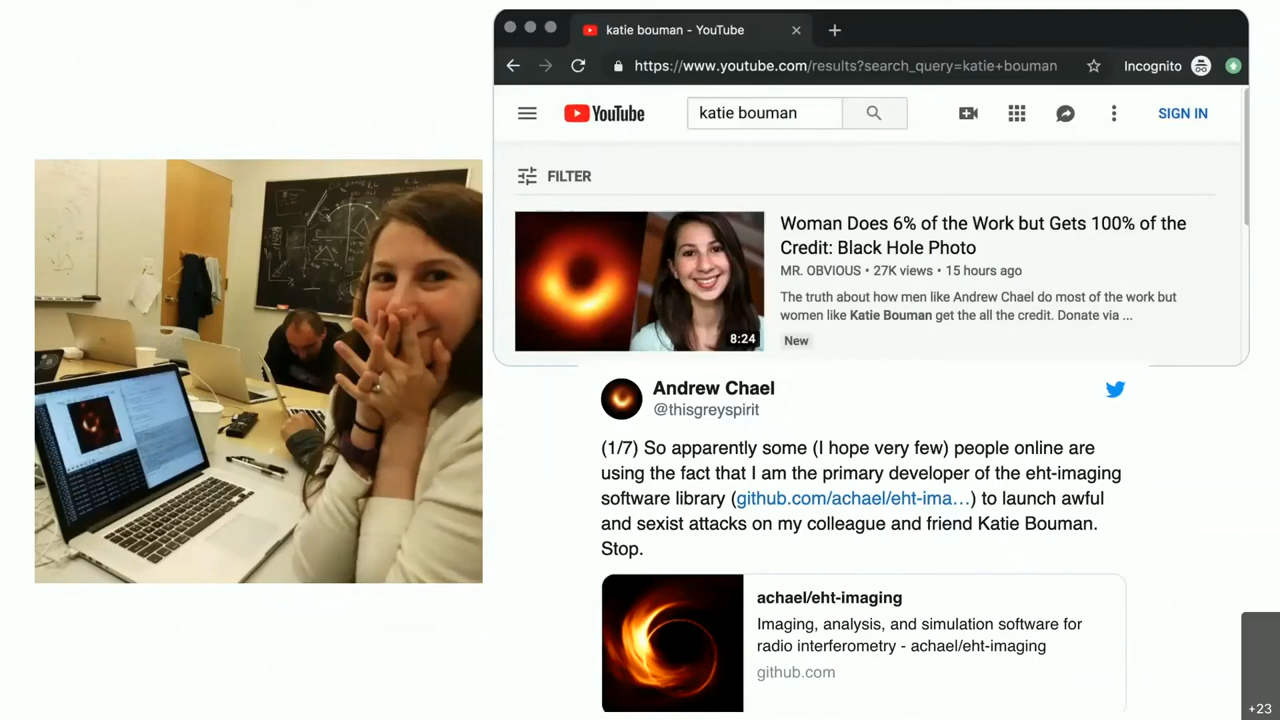 katie bouman - YouTube
https://www.youtube.com/results?search_query=katie+bouman
Incognito
YouTube
katie bouman
SIGN IN
FILTER
Woman Does 6% of the Work but Gets 100% of the
Credit: Black Hole Photo
MR. OBVIOUS • 27K views • 15 hours ago
The truth about how men like Andrew Chael do most of the work but
women like Katie Bouman get the all the credit. Donate via ...
8:24
New
Andrew Chael
@thisgreyspirit
(1/7) So apparently some (I hope very few) people online are
using the fact that I am the primary developer of the eht-imaging
software library (github.com/achael/eht-ima…) to launch awful
and sexist attacks on my colleague and friend Katie Bouman.
Stop.
achael/eht-imaging
Imaging, analysis, and simulation software for
radio interferometry - achael/eht-imaging
github.com
+23